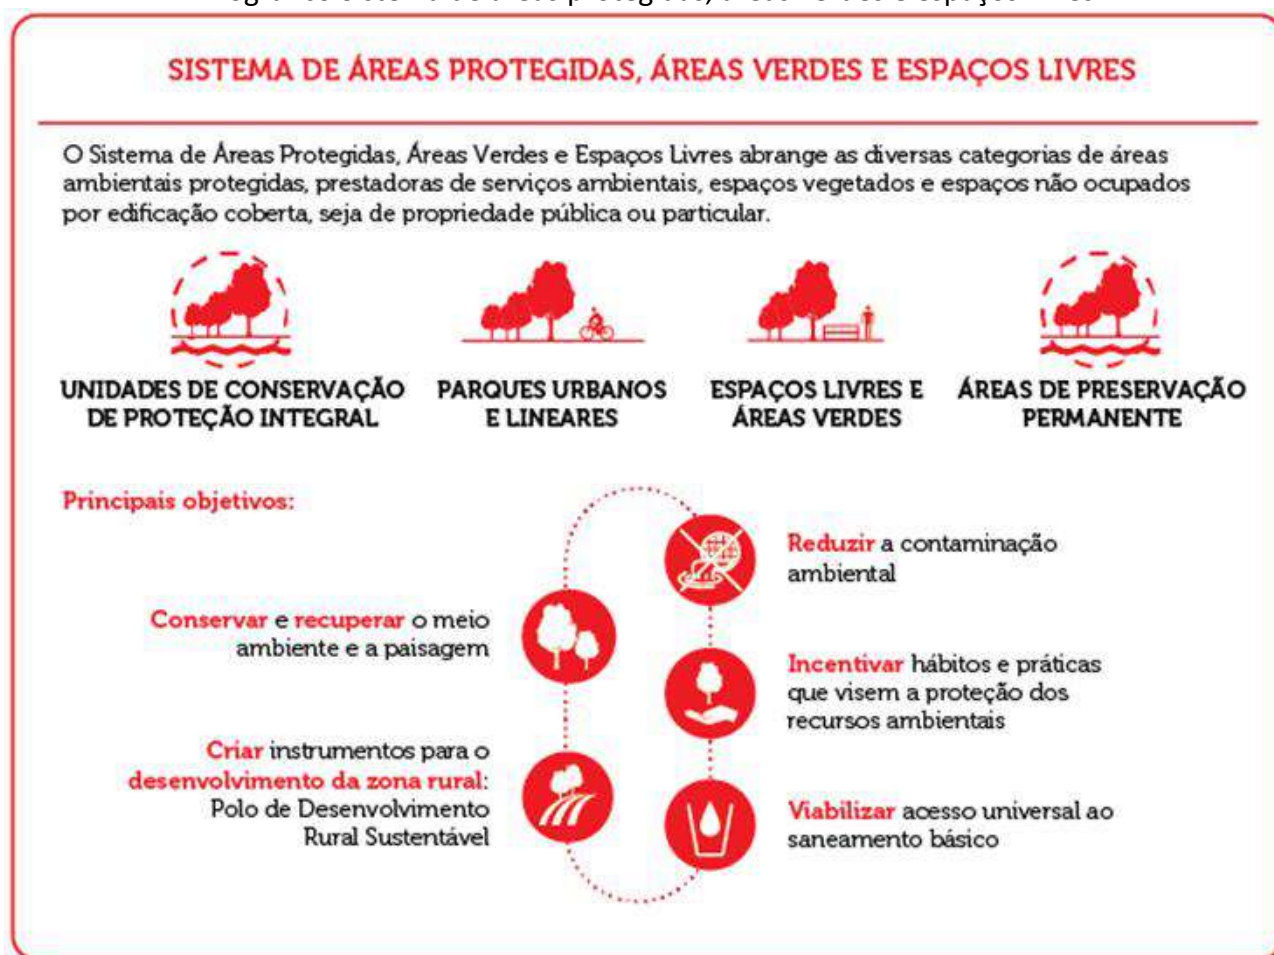 SISTEMA DE ÁREAS PROTEGIDAS, ÁREAS VERDES E ESPAÇOS LIVRES
O Sistema de Áreas Protegidas, Áreas Verdes e Espaços Livres abrange as diversas categorias de áreas
ambientais protegidas, prestadoras de serviços ambientais, espaços vegetados e espaços não ocupados
por edificação coberta, seja de propriedade pública ou particular.
UNIDADES DE CONSERVAÇÃO
DE PROTEÇÃO INTEGRAL
PARQUES URBANOS
E LINEARES
ESPAÇOS LIVRES E
ÁREAS VERDES
ÁREAS DE PRESERVAÇÃO
PERMANENTE
Principais objetivos:
Conservar e recuperar o meio
ambiente e a paisagem
Criar instrumentos para o
desenvolvimento da zona rural:
Polo de Desenvolvimento
Rural Sustentável
Reduzir a contaminação
ambiental
Incentivar hábitos e práticas
que visem a proteção dos
recursos ambientais
Viabilizar acesso universal ao
saneamento básico